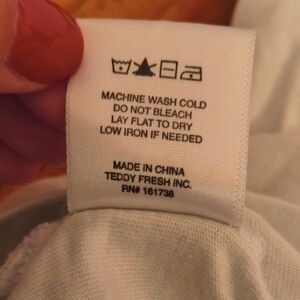 MACHINE WASH COLD
DO NOT BLEACH
LAY FLAT TO DRY
LOW IRON IF NEEDED
MADE IN CHINA
TEDDY FRESH INC.
RN# 161738